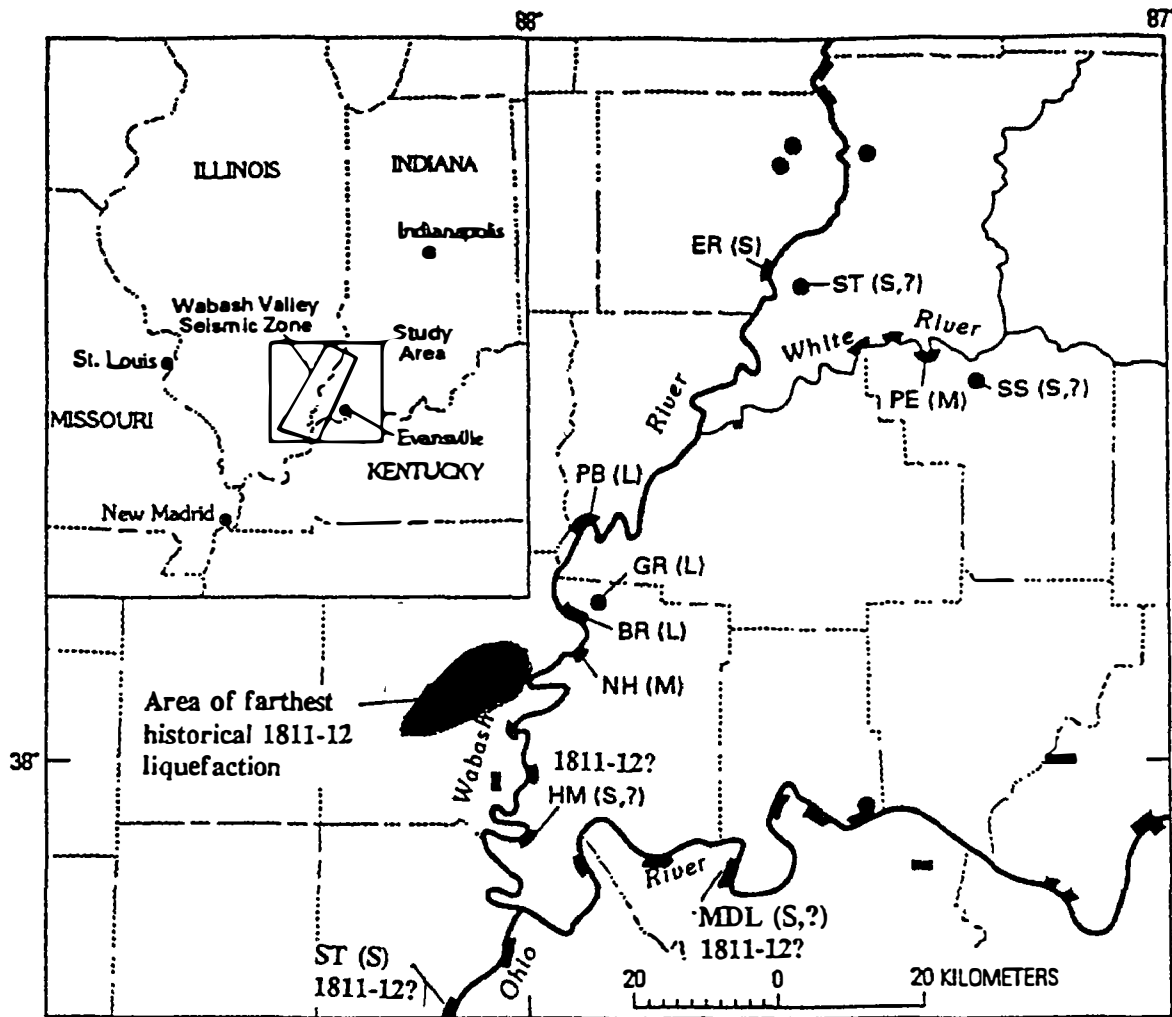 88°
87°
ILLINOIS
INDIANA
Indianapolis
Wabash Valley
Seismic Zone
Study
Area
St. Louis
MISSOURI
Evansville
KENTUCKY
New Madrid
ER (S)
ST (S,?)
White River
PE (M)
SS (S,?)
River
PB (L)
GR (L)
BR (L)
NH (M)
Area of farthest
historical 1811-12
liquefaction
38°
Wabash
1811-12?
HM (S,?)
River
MDL (S,?)
1811-12?
ST (S)
1811-12?
Ohio
20 0 20 KILOMETERS